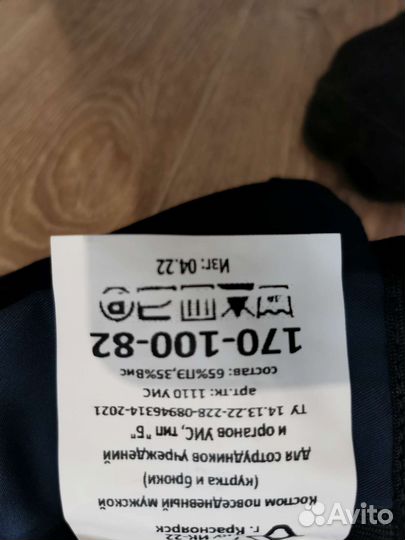 ИК-22
г. Красноярск
Костюм повседневный мужской
(куртка и брюки)
для сотрудников учреждений
и органов УИС, тип "Б"
ТУ 14.13.22-228-08946314-2021
арт.тк: 1110 УИС
состав: 65%ПЭ,35%Вис
170-100-82
Изг: 04.22
Avito